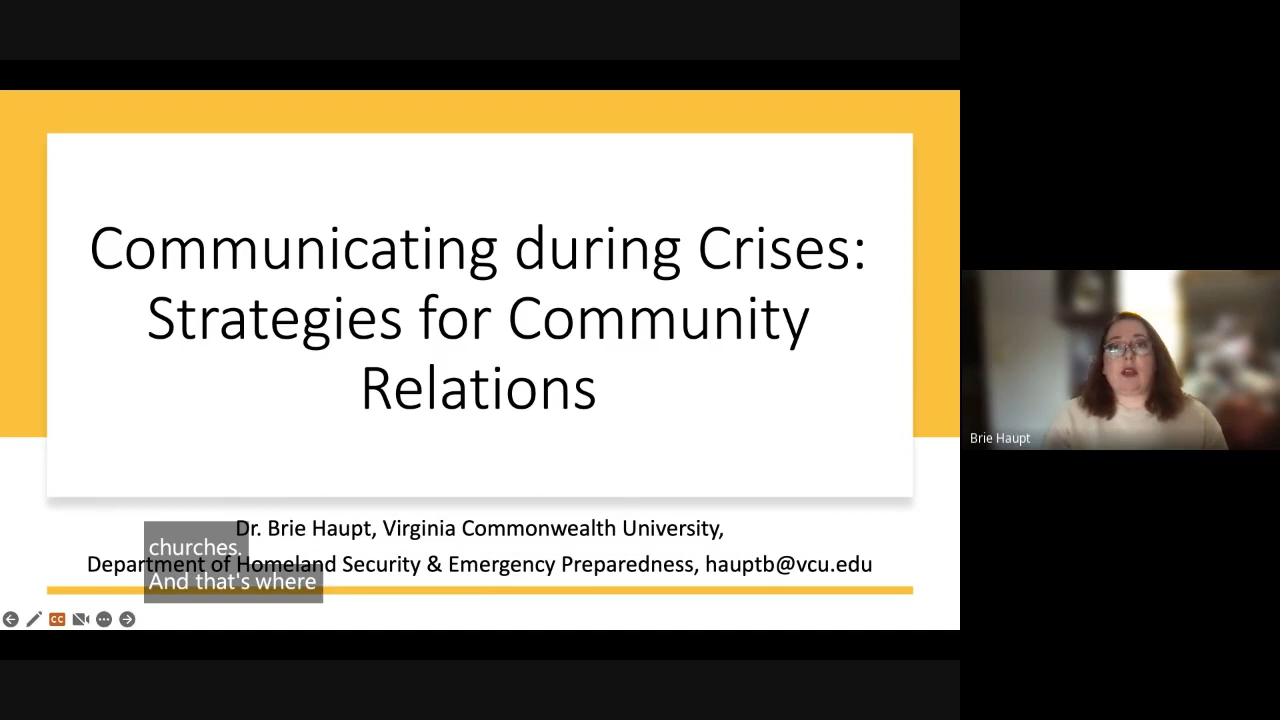 Communicating during Crises:
Strategies for Community
Relations
Dr. Brie Haupt, Virginia Commonwealth University,
Department of Homeland Security & Emergency Preparedness, hauptb@vcu.edu
churches.
And that's where
CC
Brie Haupt